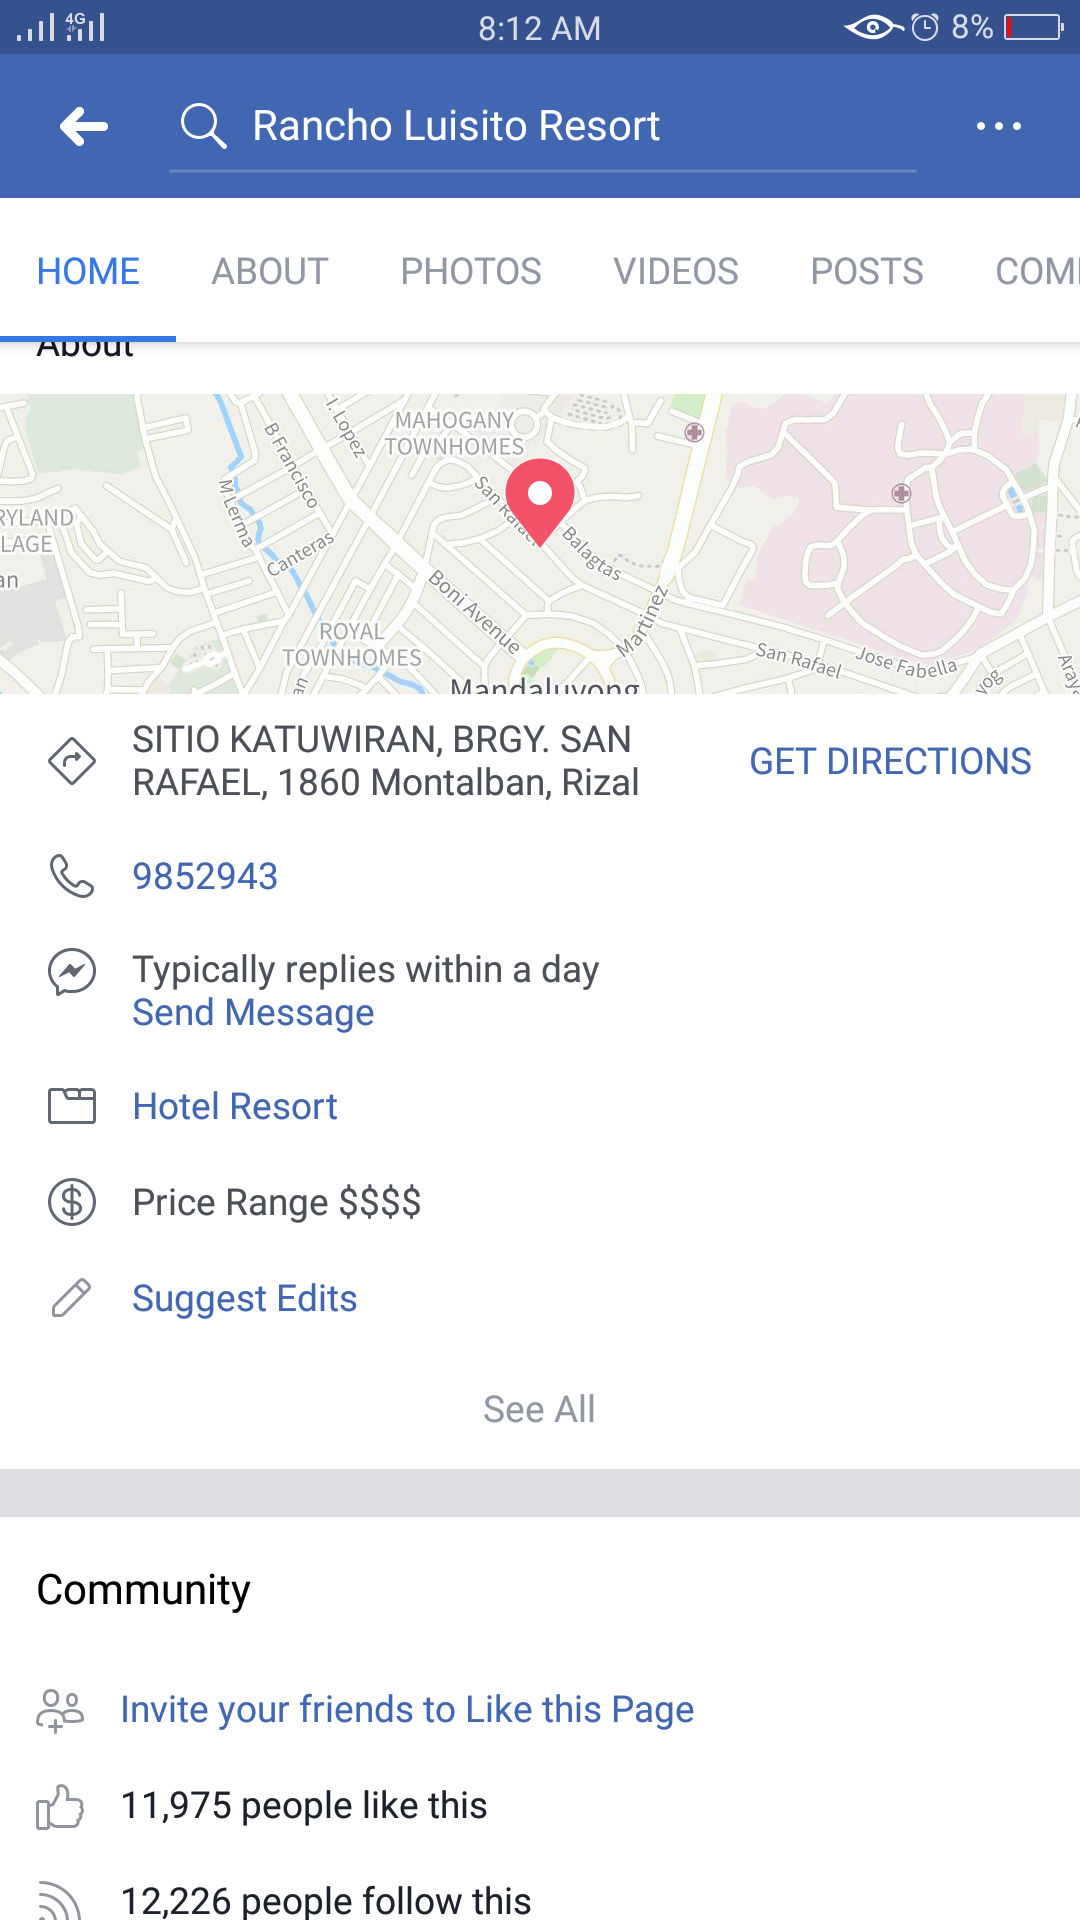 4G
8:12 AM
8%
Rancho Luisito Resort
HOME ABOUT PHOTOS VIDEOS POSTS COM
About
I. Lopez
MAHOGANY
TOWNHOMES
B Francisco
M.Lerma
San Rafael
RYLAND
LAGE
Canteras
Balagtas
an
Boni Avenue
Martinez
ROYAL
TOWNHOMES
San Rafael
Jose Fabella
yog
Aray
an
Mandaluyong
SITIO KATUWIRAN, BRGY. SAN
RAFAEL, 1860 Montalban, Rizal
GET DIRECTIONS
9852943
Typically replies within a day
Send Message
Hotel Resort
Price Range $$$$
Suggest Edits
See All
Community
Invite your friends to Like this Page
11,975 people like this
12,226 people follow this